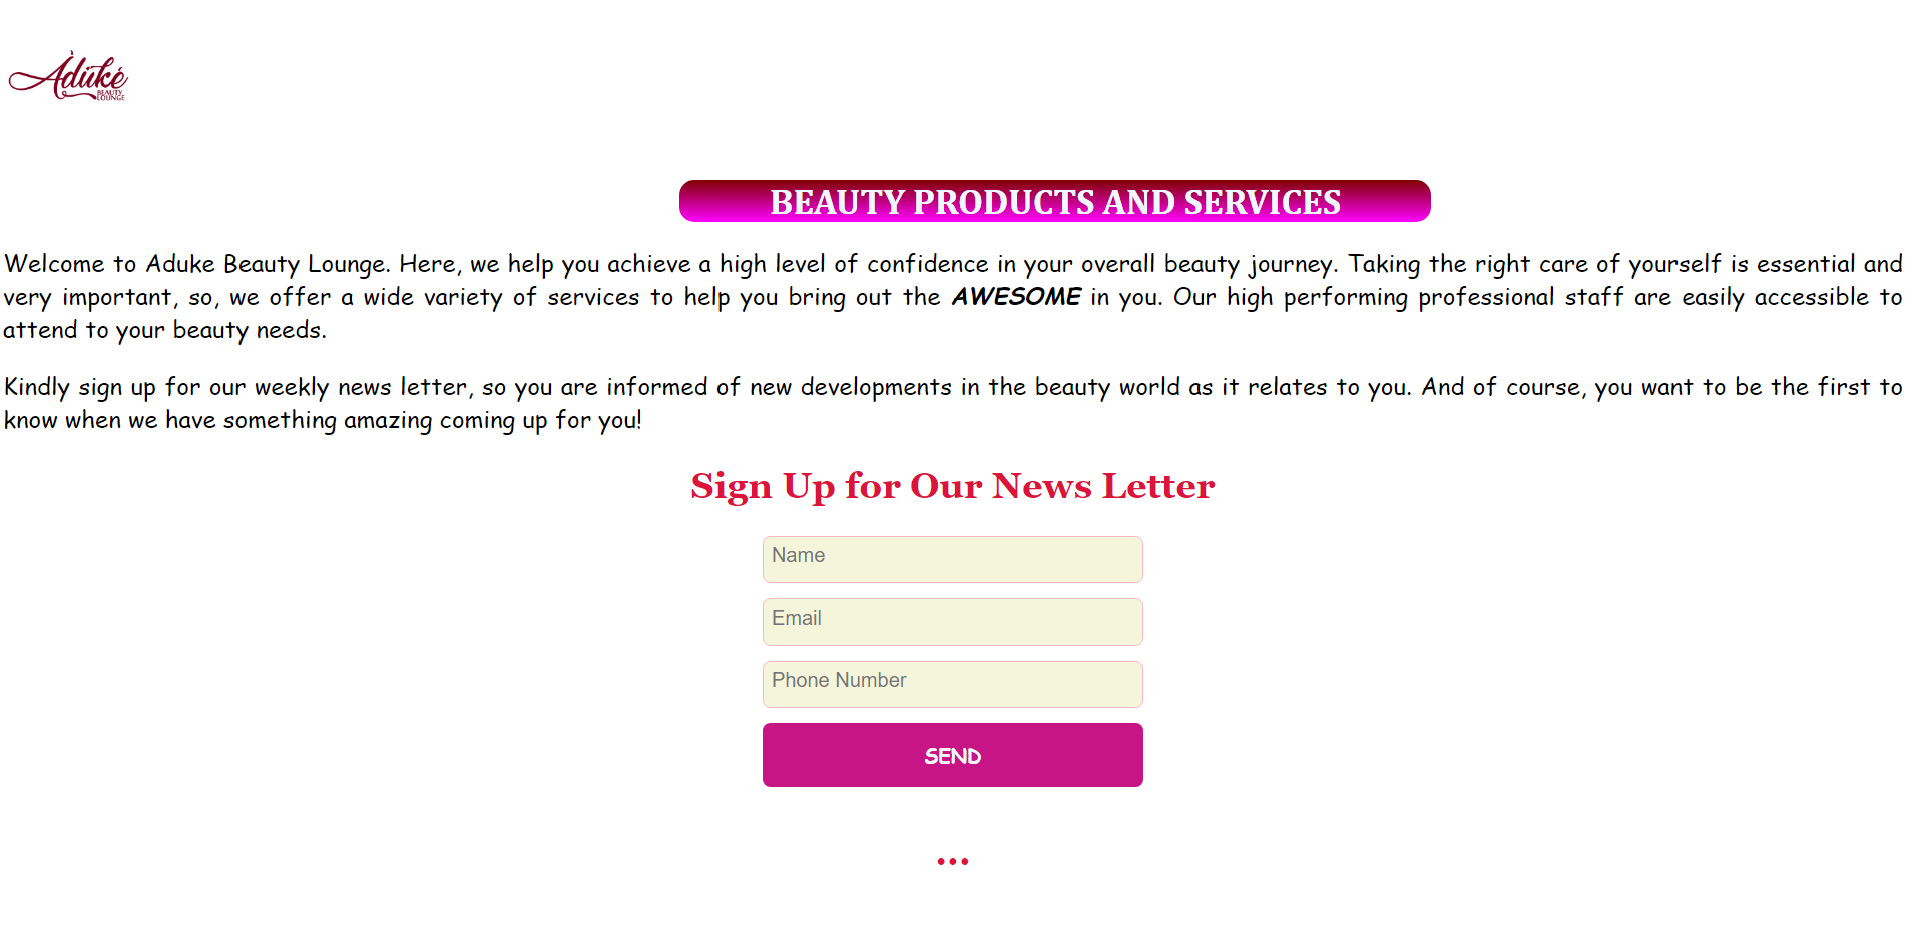 Àdùké
BEAUTY
LOUNGE
BEAUTY PRODUCTS AND SERVICES
Welcome to Aduke Beauty Lounge. Here, we help you achieve a high level of confidence in your overall beauty journey. Taking the right care of yourself is essential and
very important, so, we offer a wide variety of services to help you bring out the AWESOME in you. Our high performing professional staff are easily accessible to
attend to your beauty needs.
Kindly sign up for our weekly news letter, so you are informed of new developments in the beauty world as it relates to you. And of course, you want to be the first to
know when we have something amazing coming up for you!
Sign Up for Our News Letter
Name
Email
Phone Number
SEND
...